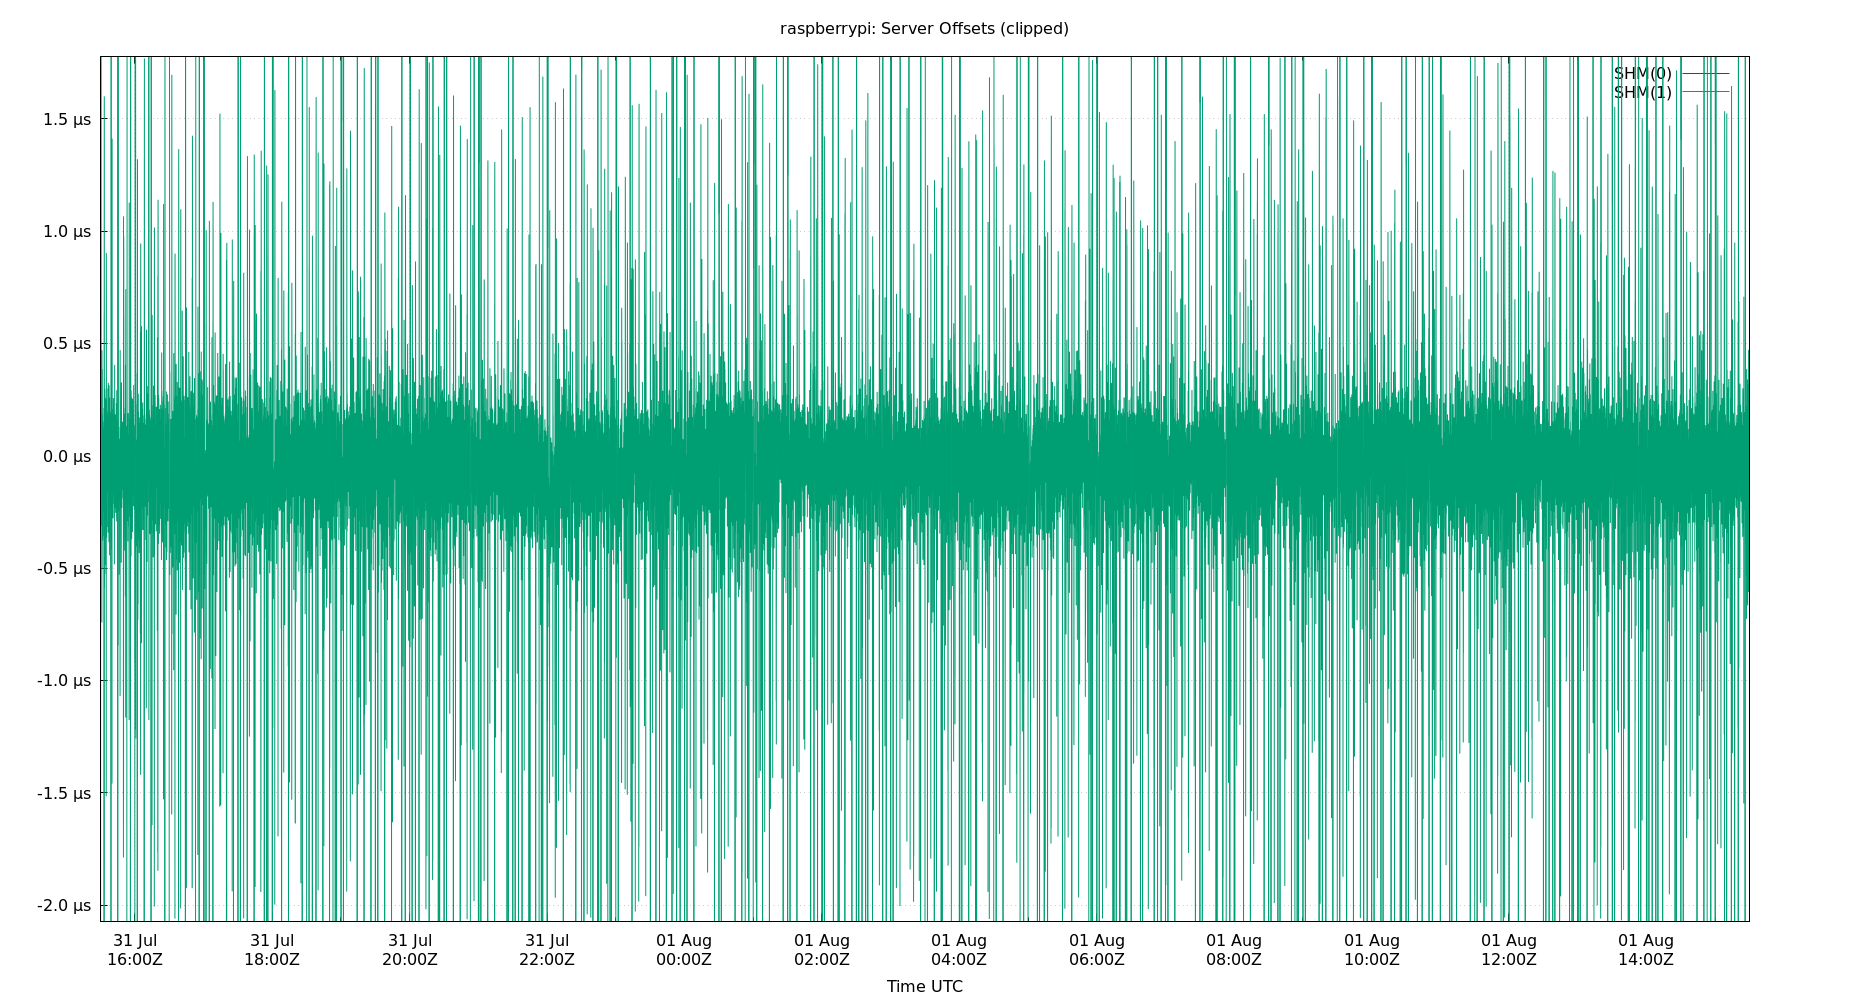 raspberrypi: Server Offsets (clipped)
SHM(0)
SHM(1)
1.5 µs
1.0 µs
0.5 µs
0.0 µs
-0.5 µs
-1.0 µs
-1.5 µs
-2.0 µs
31 Jul 31 Jul 31 Jul 31 Jul 01 Aug 01 Aug 01 Aug 01 Aug 01 Aug 01 Aug 01 Aug 01 Aug
16:00Z 18:00Z 20:00Z 22:00Z 00:00Z 02:00Z 04:00Z 06:00Z 08:00Z 10:00Z 12:00Z 14:00Z
Time UTC